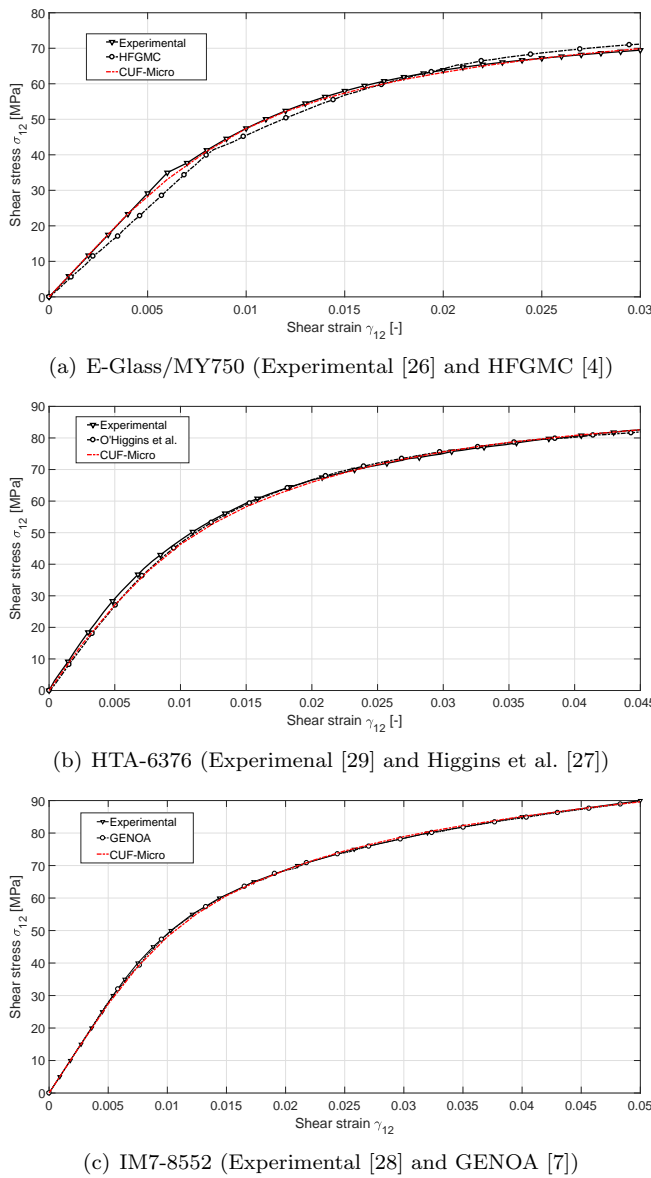 80
70
60
50
40
30
20
10
0
Shear stress σ12 [MPa]
Experimental
HFGMC
CUF-Micro
0 0.005 0.01 0.015 0.02 0.025 0.03
Shear strain γ12 [-]
(a) E-Glass/MY750 (Experimental [26] and HFGMC [4])
90
80
70
60
50
40
30
20
10
0
Shear stress σ12 [MPa]
Experimental
O'Higgins et al.
CUF-Micro
0 0.005 0.01 0.015 0.02 0.025 0.03 0.035 0.04 0.045
Shear strain γ12 [-]
(b) HTA-6376 (Experimenal [29] and Higgins et al. [27])
90
80
70
60
50
40
30
20
10
0
Shear stress σ12 [MPa]
Experimental
GENOA
CUF-Micro
0 0.005 0.01 0.015 0.02 0.025 0.03 0.035 0.04 0.045 0.05
Shear strain γ12
(c) IM7-8552 (Experimental [28] and GENOA [7])